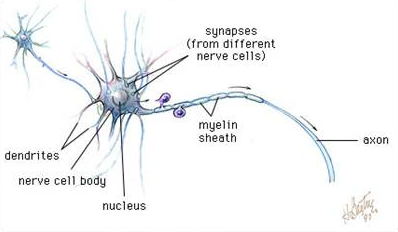 synapses
(from different
nerve cells)
myelin
sheath
axon
dendrites
nerve cell body
nucleus